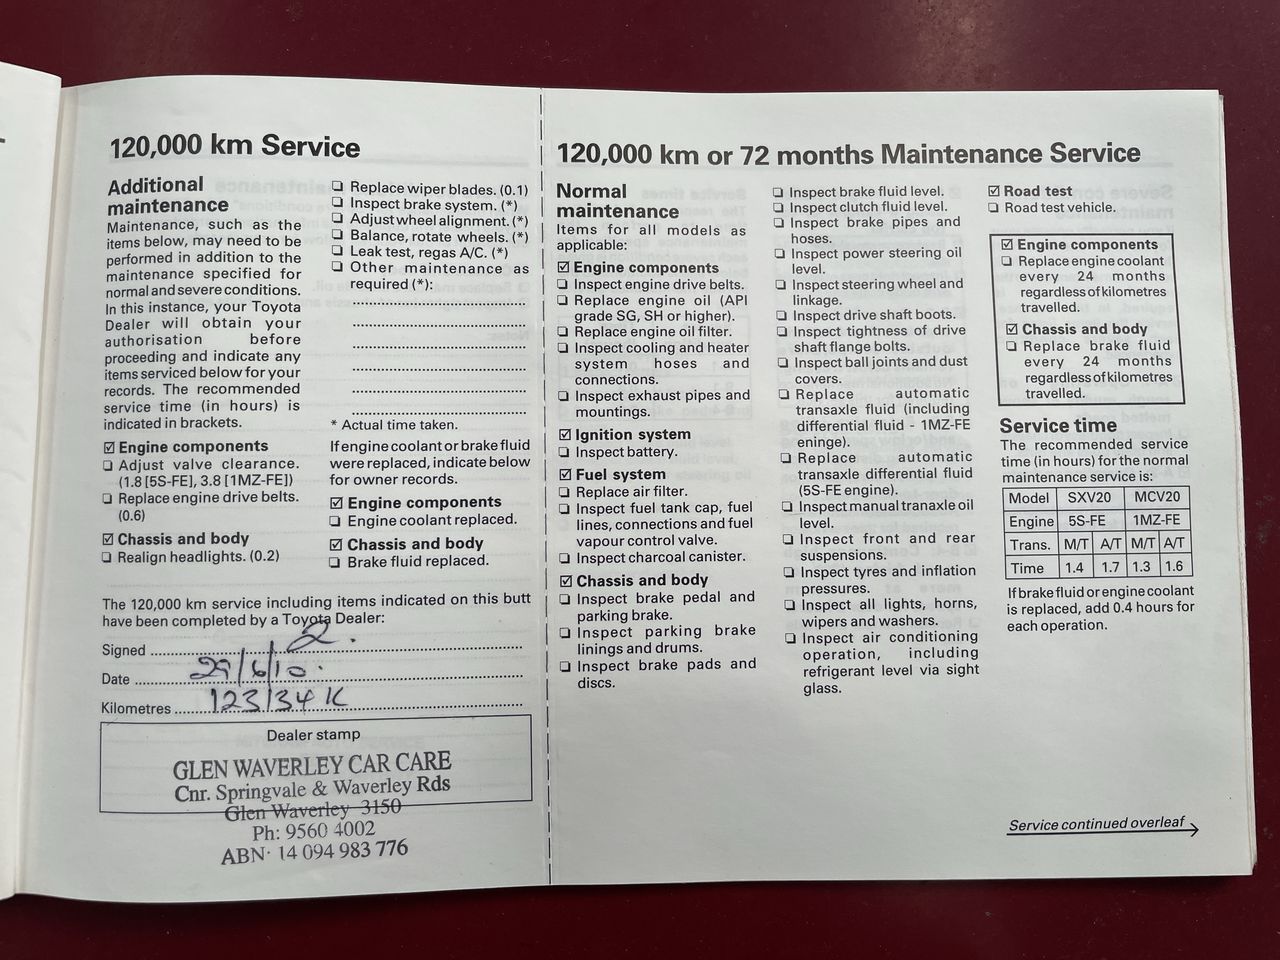 120,000 km Service
Additional
maintenance
Maintenance, such as the
items below, may need to be
performed in addition to the
maintenance specified for
normal and severe conditions.
In this instance, your Toyota
Dealer will obtain your
authorisation before
proceeding and indicate any
items serviced below for your
records. The recommended
service time (in hours) is
indicated in brackets.
☑ Engine components
❏ Adjust valve clearance.
(1.8 [5S-FE], 3.8 [1MZ-FE])
❏ Replace engine drive belts.
(0.6)
☑ Chassis and body
❏ Realign headlights. (0.2)
❏ Replace wiper blades. (0.1)
❏ Inspect brake system. (*)
❏ Adjust wheel alignment. (*)
❏ Balance, rotate wheels. (*)
❏ Leak test, regas A/C. (*)
❏ Other maintenance as
required (*):
* Actual time taken.
If engine coolant or brake fluid
were replaced, indicate below
for owner records.
☑ Engine components
❏ Engine coolant replaced.
☑ Chassis and body
❏ Brake fluid replaced.
The 120,000 km service including items indicated on this butt
have been completed by a Toyota Dealer:
Signed
Date 29/6/10
Kilometres 123134 K
Dealer stamp
GLEN WAVERLEY CAR CARE
Cnr. Springvale & Waverley Rds
Glen Waverley 3150
Ph: 9560 4002
ABN: 14 094 983 776
120,000 km or 72 months Maintenance Service
Normal
maintenance
Items for all models as
applicable:
☑ Engine components
❏ Inspect engine drive belts.
❏ Replace engine oil (API
grade SG, SH or higher).
❏ Replace engine oil filter.
❏ Inspect cooling and heater
system hoses and
connections.
❏ Inspect exhaust pipes and
mountings.
☑ Ignition system
❏ Inspect battery.
☑ Fuel system
❏ Replace air filter.
❏ Inspect fuel tank cap, fuel
lines, connections and fuel
vapour control valve.
❏ Inspect charcoal canister.
☑ Chassis and body
❏ Inspect brake pedal and
parking brake.
❏ Inspect parking brake
linings and drums.
❏ Inspect brake pads and
discs.
❏ Inspect brake fluid level.
❏ Inspect clutch fluid level.
❏ Inspect brake pipes and
hoses.
❏ Inspect power steering oil
level.
❏ Inspect steering wheel and
linkage.
❏ Inspect drive shaft boots.
❏ Inspect tightness of drive
shaft flange bolts.
❏ Inspect ball joints and dust
covers.
❏ Replace automatic
transaxle fluid (including
differential fluid - 1MZ-FE
eninge).
❏ Replace automatic
transaxle differential fluid
(5S-FE engine).
❏ Inspect manual tranaxle oil
level.
❏ Inspect front and rear
suspensions.
❏ Inspect tyres and inflation
pressures.
❏ Inspect all lights, horns,
wipers and washers.
❏ Inspect air conditioning
operation, including
refrigerant level via sight
glass.
☑ Road test
❏ Road test vehicle.
☑ Engine components
❏ Replace engine coolant
every 24 months
regardless of kilometres
travelled.
☑ Chassis and body
❏ Replace brake fluid
every 24 months
regardless of kilometres
travelled.
Service time
The recommended service
time (in hours) for the normal
maintenance service is:
Model SXV20 MCV20
Engine 5S-FE 1MZ-FE
Trans. M/T A/T M/T A/T
Time 1.4 1.7 1.3 1.6
If brake fluid or engine coolant
is replaced, add 0.4 hours for
each operation.
Service continued overleaf